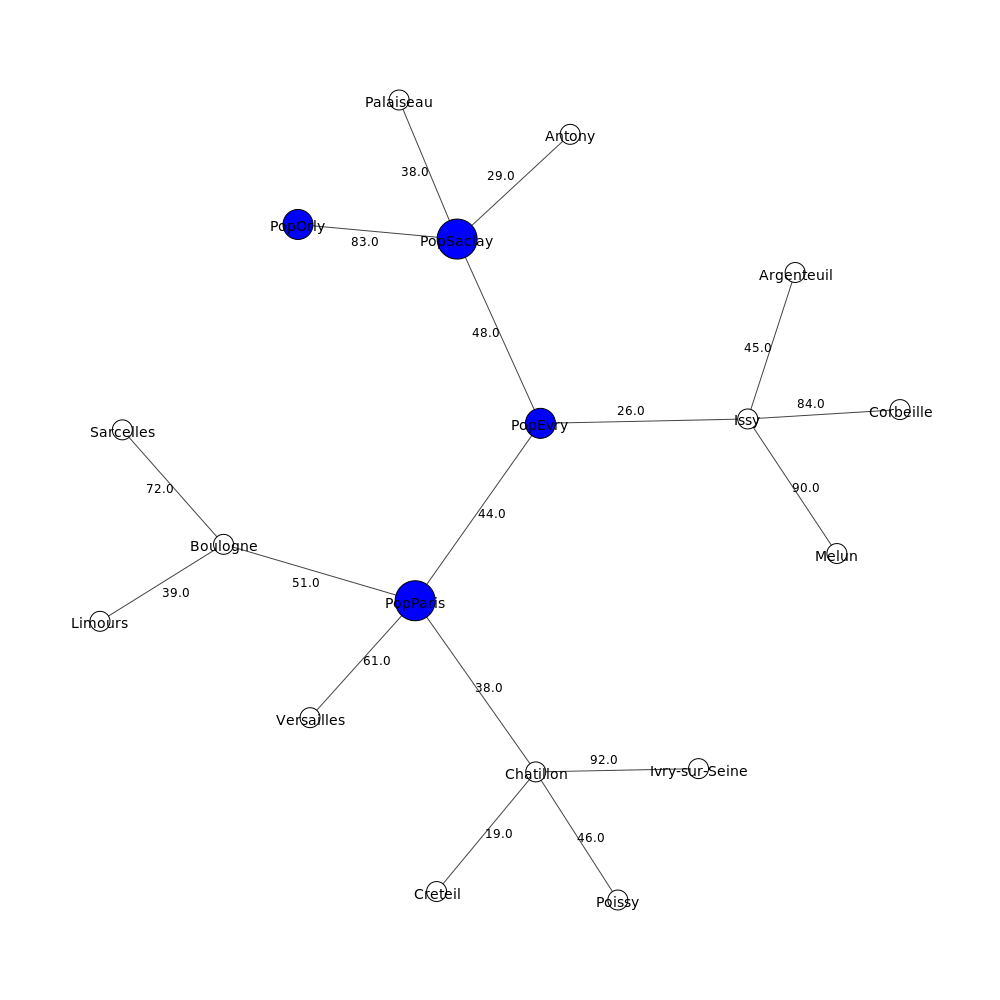 Palaiseau
Antony
38.0
29.0
PopOrly
PopSaclay
83.0
Argenteuil
48.0
45.0
84.0
Corbeille
26.0
Issy
PopEvry
Sarcelles
72.0
90.0
44.0
Boulogne
Melun
51.0
39.0
PopParis
Limours
61.0
38.0
Versailles
92.0
Chatillon
Ivry-sur-Seine
19.0
46.0
Creteil
Poissy